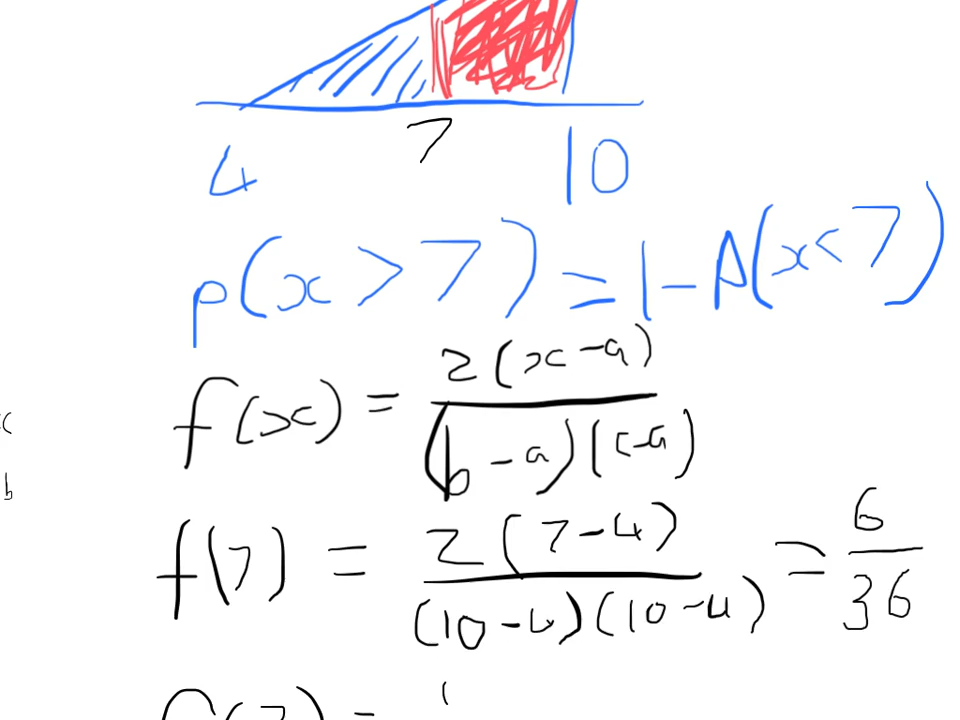 4 7 10
p(x > 7) = 1 - p(x < 7)
f(x) = 2(x-a) / (b-a)(c-a)
c
b
f(7) = 2(7-4) / (10-4)(10-4) = 6/36